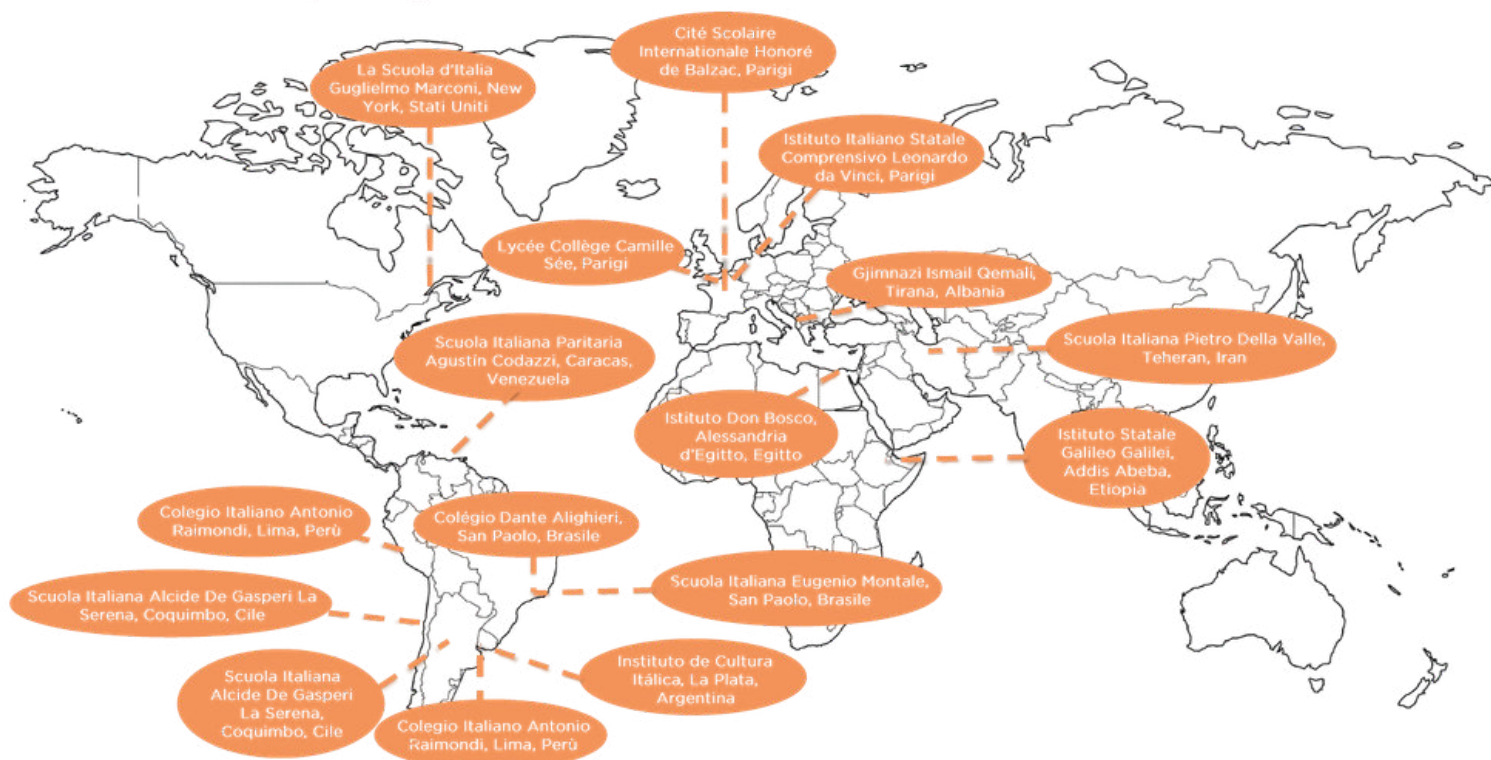 Cité Scolaire
Internationale Honoré
de Balzac, Parigi
La Scuola d'Italia
Guglielmo Marconi, New
York, Stati Uniti
Istituto Italiano Statale
Comprensivo Leonardo
da Vinci, Parigi
Lycée Collège Camille
Sée, Parigi
Gjimnazi Ismail Qemali,
Tirana, Albania
Scuola Italiana Paritaria
Agustín Codazzi, Caracas,
Venezuela
Scuola Italiana Pietro Della Valle,
Teheran, Iran
Istituto Don Bosco,
Alessandria
d'Egitto, Egitto
Istituto Statale
Galileo Galilei,
Addis Abeba,
Etiopia
Colegio Italiano Antonio
Raimondi, Lima, Perù
Colégio Dante Alighieri,
San Paolo, Brasile
Scuola Italiana Eugenio Montale,
San Paolo, Brasile
Scuola Italiana Alcide De Gasperi La
Serena, Coquimbo, Cile
Instituto de Cultura
Itálica, La Plata,
Argentina
Scuola Italiana
Alcide De Gasperi
La Serena,
Coquimbo, Cile
Colegio Italiano Antonio
Raimondi, Lima, Perù